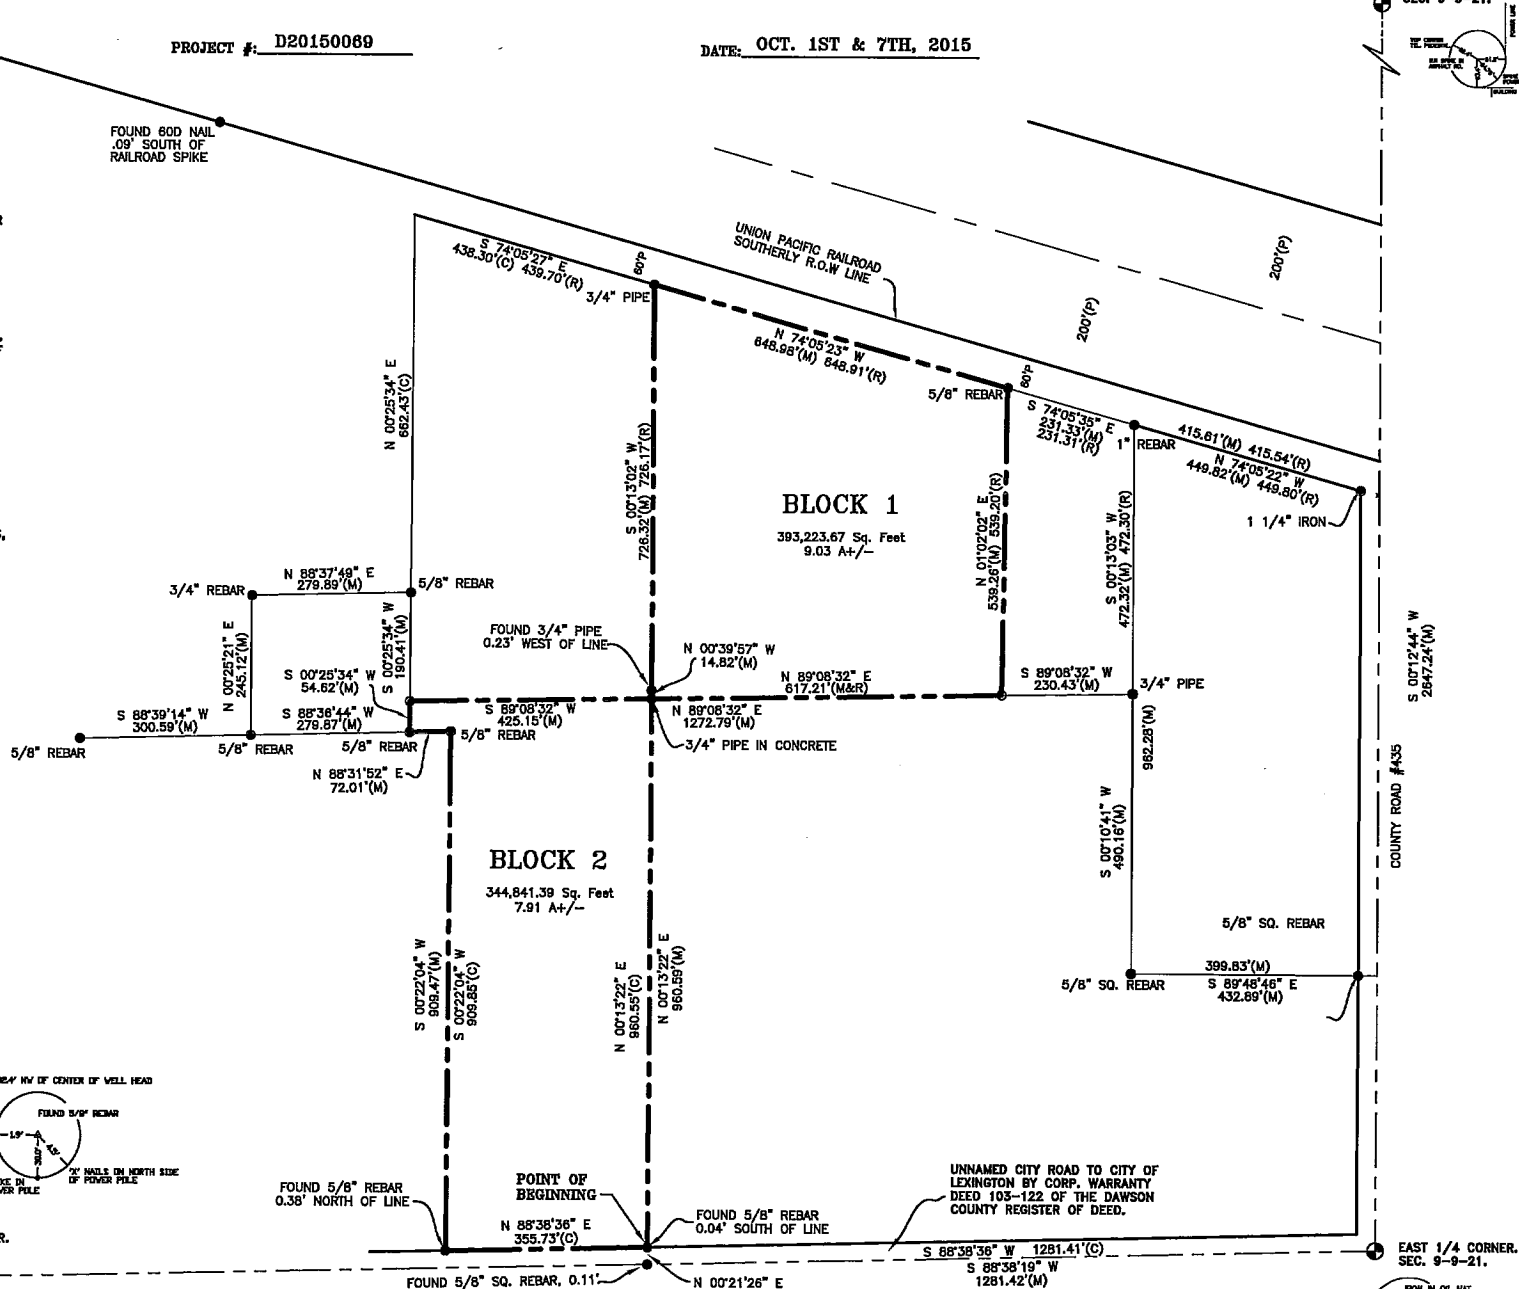 PROJECT #: D20150069
DATE: OCT. 1ST & 7TH, 2015
FOUND 60D NAIL
.09' SOUTH OF
RAILROAD SPIKE
S 74°05'27" E
438.30'(C) 439.70'(R)
60'P
3/4" PIPE
UNION PACIFIC RAILROAD
SOUTHERLY R.O.W LINE
200'(P)
200'(P)
N 74°05'23" W
648.98'(M) 648.91'(R)
5/8" REBAR
60'P
S 74°05'35" E
231.33'(M)
231.31'(R)
1" REBAR
415.61'(M) 415.54'(R)
N 74°05'22" W
449.82'(M) 449.80'(R)
1 1/4" IRON
N 00°25'34" E
662.43'(C)
S 00°13'02" W
726.32'(M) 726.17'(R)
BLOCK 1
393,223.67 Sq. Feet
9.03 A+/-
N 01°02'02" E
539.26'(M) 539.20'(R)
S 00°13'03" W
472.32'(M) 472.30'(R)
N 88°37'49" E
279.89'(M)
3/4" REBAR
5/8" REBAR
N 00°25'21" E
245.12'(M)
S 00°25'34" W
190.41'(M)
FOUND 3/4" PIPE
0.23' WEST OF LINE
N 00°39'57" W
14.82'(M)
S 00°25'34" W
54.62'(M)
N 89°08'32" E
617.21'(M&R)
S 89°08'32" W
230.43'(M)
3/4" PIPE
S 00°12'44" W
2647.24'(M)
S 88°39'14" W
300.59'(M)
S 88°36'44" W
279.67'(M)
S 89°08'32" W
425.15'(M)
N 89°08'32" E
1272.79'(M)
5/8" REBAR
5/8" REBAR
5/8" REBAR
5/8" REBAR
3/4" PIPE IN CONCRETE
962.28'(M)
N 88°31'52" E
72.01'(M)
COUNTY ROAD #435
S 00°10'41" W
490.16'(M)
BLOCK 2
344,841.39 Sq. Feet
7.91 A+/-
5/8" SQ. REBAR
S 00°22'04" W
909.47'(M)
S 00°22'04" W
909.85'(C)
N 00°13'22" E
960.55'(C)
N 00°13'22" E
960.59'(M)
399.83'(M)
5/8" SQ. REBAR
S 89°48'46" E
432.89'(M)
NW OF CENTER OF WELL HEAD
FOUND 5/8" REBAR
1.9'
"X" NAILS ON NORTH SIDE
OF POWER POLE
UNNAMED CITY ROAD TO CITY OF
LEXINGTON BY CORP. WARRANTY
DEED 103-122 OF THE DAWSON
COUNTY REGISTER OF DEED.
POINT OF
BEGINNING
FOUND 5/8" REBAR
0.38' NORTH OF LINE
FOUND 5/8" REBAR
0.04' SOUTH OF LINE
N 88°38'36" E
355.73'(C)
S 88°38'36" W 1281.41'(C)
S 88°38'19" W
1281.42'(M)
EAST 1/4 CORNER.
SEC. 9-9-21.
FOUND 5/8" SQ. REBAR, 0.11'
N 00°21'26" E